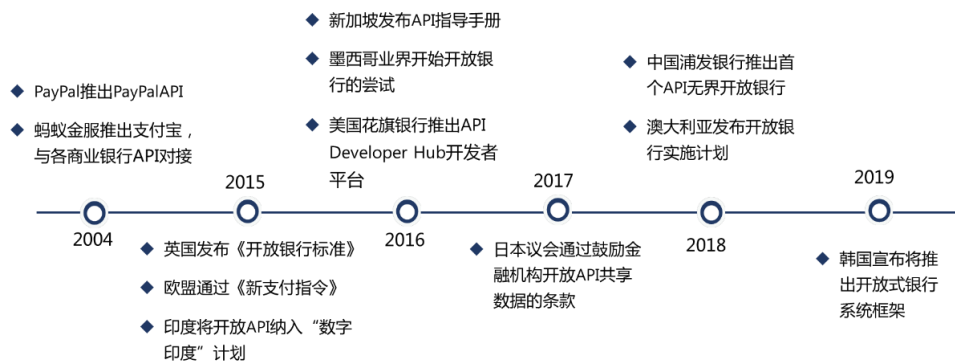 新加坡发布API指导手册
墨西哥业界开始开放银
行的尝试
美国花旗银行推出API
Developer Hub开发者
平台
中国浦发银行推出首
个API无界开放银行
澳大利亚发布开放银
行实施计划
PayPal推出PayPalAPI
蚂蚁金服推出支付宝，
与各商业银行API对接
2015
2017
2019
2004
2016
2018
英国发布《开放银行标准》
欧盟通过《新支付指令》
印度将开放API纳入“数字
印度”计划
日本议会通过鼓励金
融机构开放API共享
数据的条款
韩国宣布将推
出开放式银行
系统框架